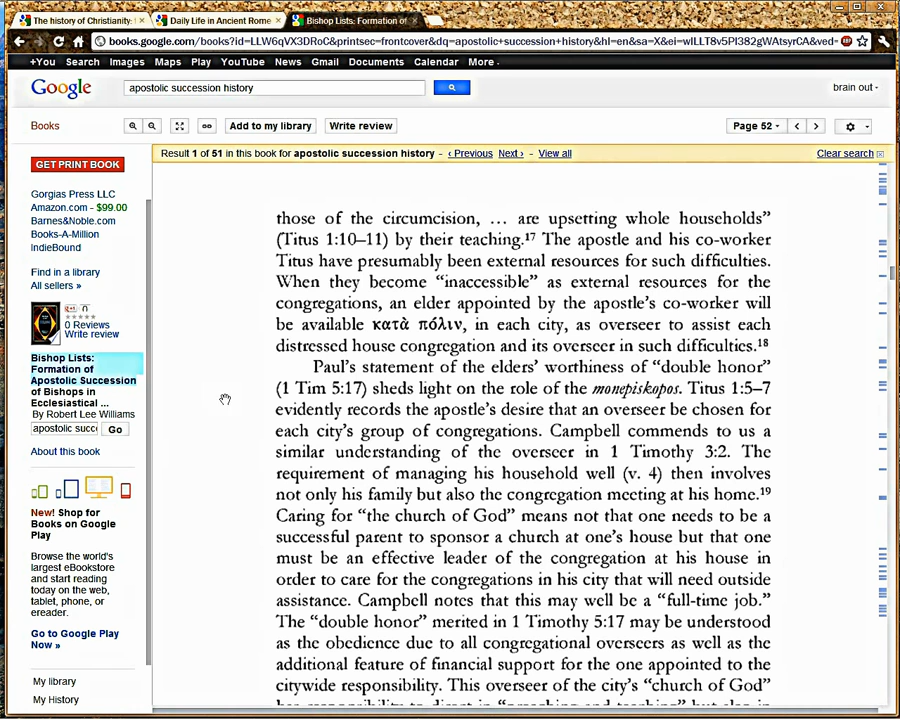 The history of Christianity:
Daily Life in Ancient Rome
Bishop Lists: Formation of
books.google.com/books?id=LLW6qVX3DRoC&printsec=frontcover&dq=apostolic+succession+history&hl=en&sa=X&ei=wILLT8v5PI382gWAtsyrCA&ved=
+You Search Images Maps Play YouTube News Gmail Documents Calendar More
Google
apostolic succession history
brain out
Books
Add to my library
Write review
Page 52
Result 1 of 51 in this book for apostolic succession history - ‹ Previous Next › - View all
Clear search
GET PRINT BOOK
Gorgias Press LLC
Amazon.com - $99.00
Barnes&Noble.com
Books-A-Million
IndieBound
Find in a library
All sellers »
+1 0
0 Reviews
Write review
Bishop Lists:
Formation of
Apostolic Succession
of Bishops in
Ecclesiastical ...
By Robert Lee Williams
apostolic succ
Go
About this book
New! Shop for
Books on Google
Play
Browse the world's
largest eBookstore
and start reading
today on the web,
tablet, phone, or
ereader.
Go to Google Play
Now »
My library
My History
those of the circumcision, … are upsetting whole households”
(Titus 1:10–11) by their teaching.17 The apostle and his co-worker
Titus have presumably been external resources for such difficulties.
When they become “inaccessible” as external resources for the
congregations, an elder appointed by the apostle’s co-worker will
be available κατὰ πόλιν, in each city, as overseer to assist each
distressed house congregation and its overseer in such difficulties.18
Paul’s statement of the elders’ worthiness of “double honor”
(1 Tim 5:17) sheds light on the role of the monepiskopos. Titus 1:5–7
evidently records the apostle’s desire that an overseer be chosen for
each city’s group of congregations. Campbell commends to us a
similar understanding of the overseer in 1 Timothy 3:2. The
requirement of managing his household well (v. 4) then involves
not only his family but also the congregation meeting at his home.19
Caring for “the church of God” means not that one needs to be a
successful parent to sponsor a church at one’s house but that one
must be an effective leader of the congregation at his house in
order to care for the congregations in his city that will need outside
assistance. Campbell notes that this may well be a “full-time job.”
The “double honor” merited in 1 Timothy 5:17 may be understood
as the obedience due to all congregational overseers as well as the
additional feature of financial support for the one appointed to the
citywide responsibility. This overseer of the city’s “church of God”